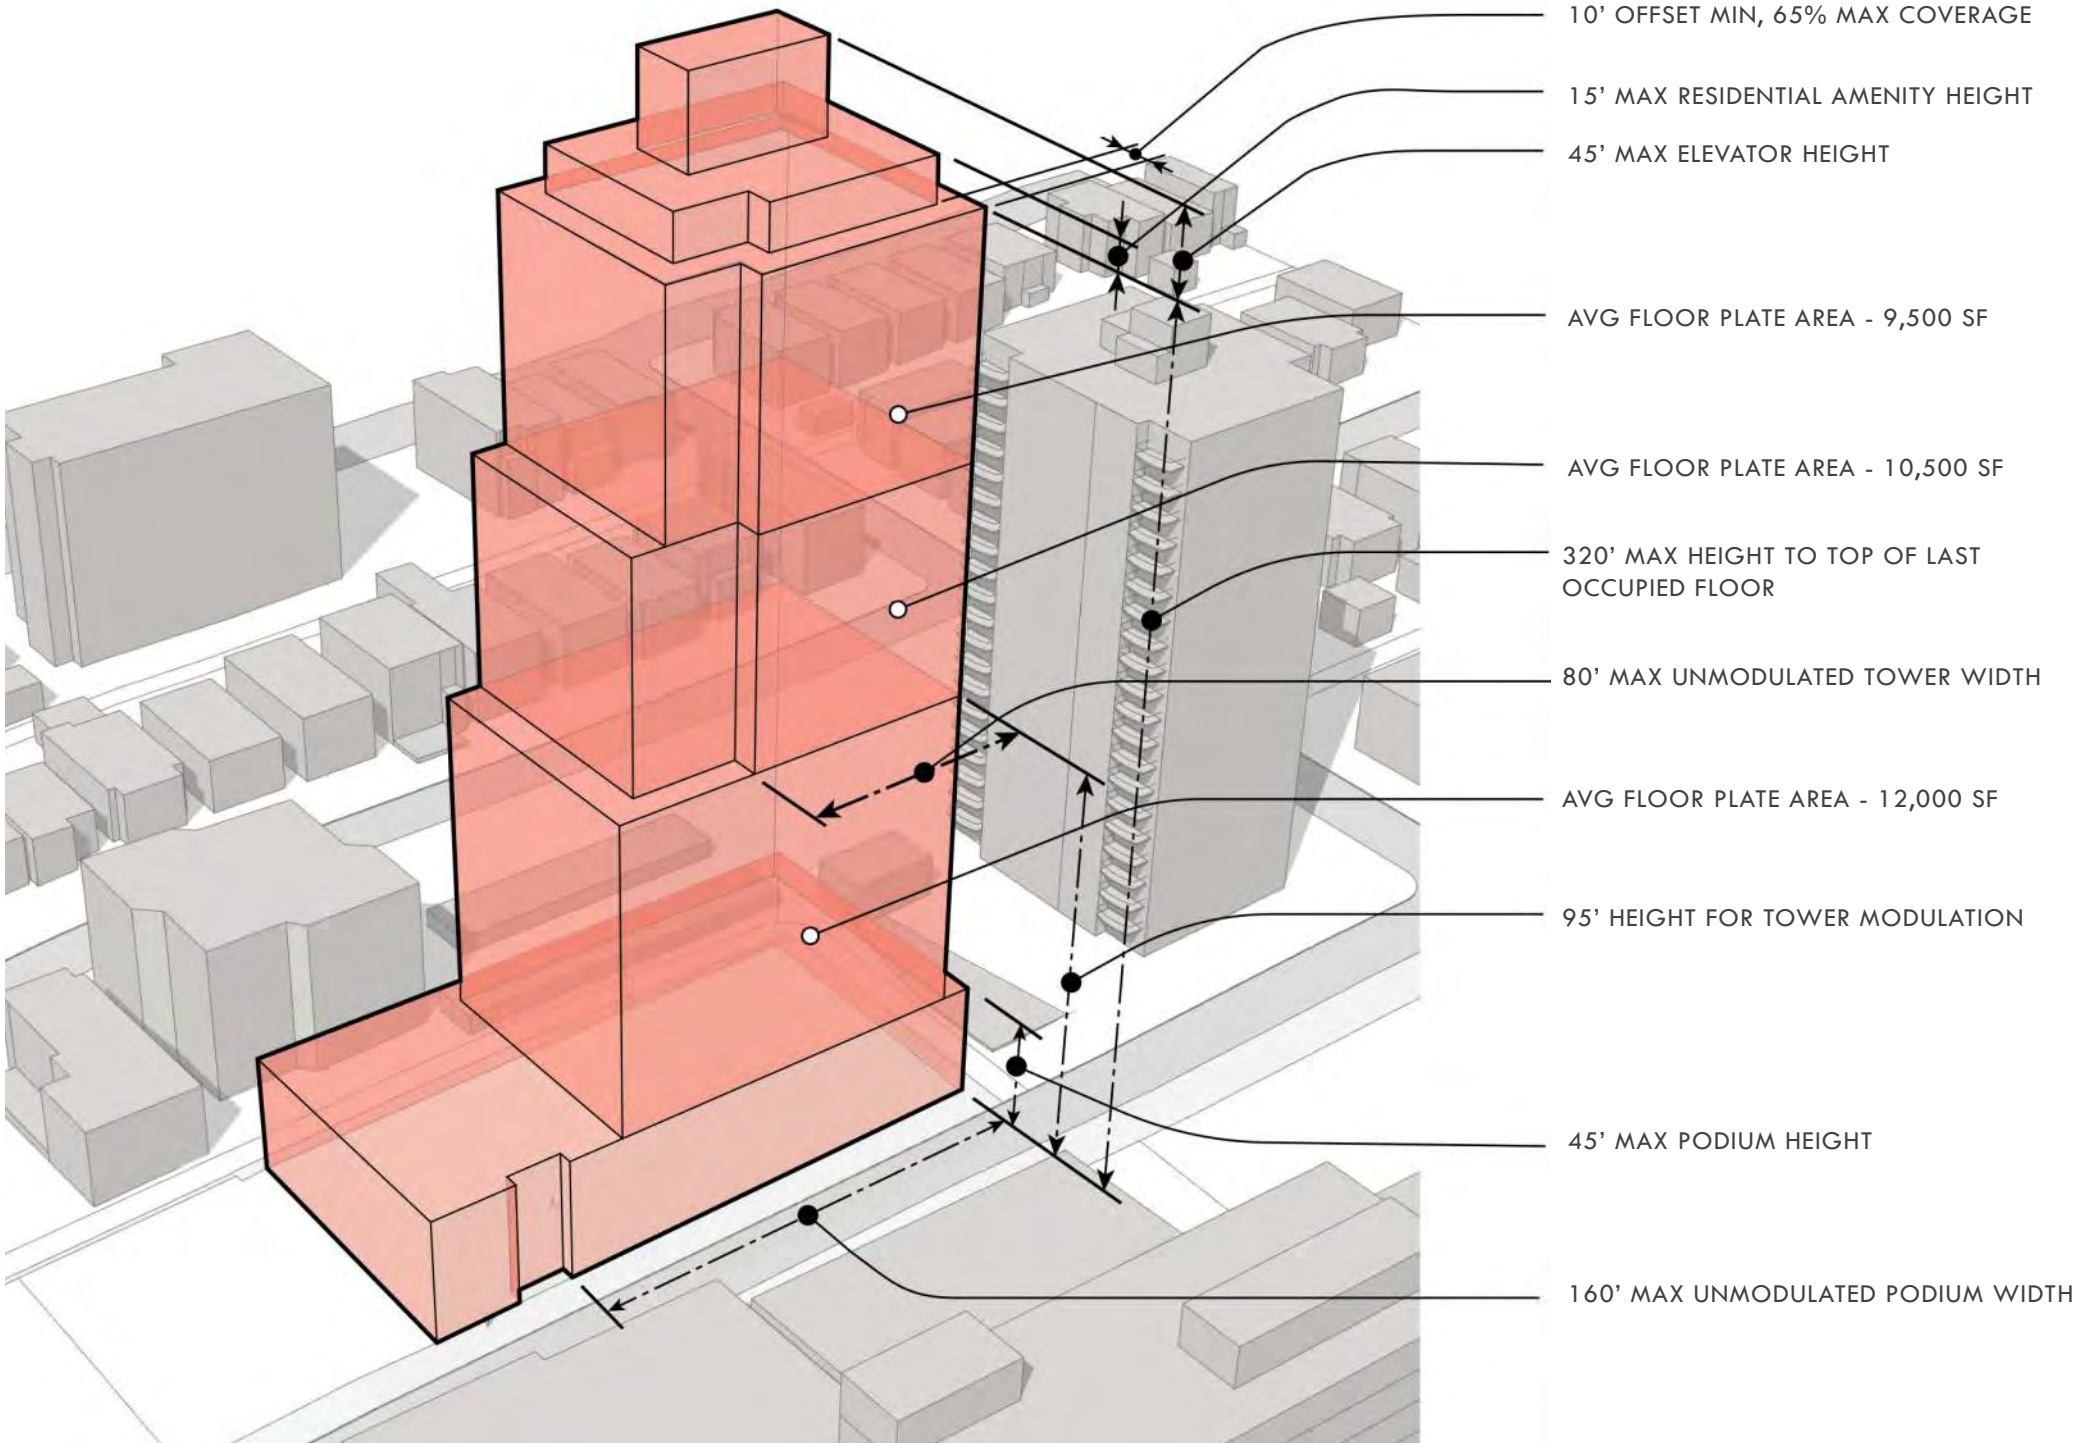 10’ OFFSET MIN, 65% MAX COVERAGE
15’ MAX RESIDENTIAL AMENITY HEIGHT
45’ MAX ELEVATOR HEIGHT
AVG FLOOR PLATE AREA - 9,500 SF
AVG FLOOR PLATE AREA - 10,500 SF
320’ MAX HEIGHT TO TOP OF LAST
OCCUPIED FLOOR
80’ MAX UNMODULATED TOWER WIDTH
AVG FLOOR PLATE AREA - 12,000 SF
95’ HEIGHT FOR TOWER MODULATION
45’ MAX PODIUM HEIGHT
160’ MAX UNMODULATED PODIUM WIDTH